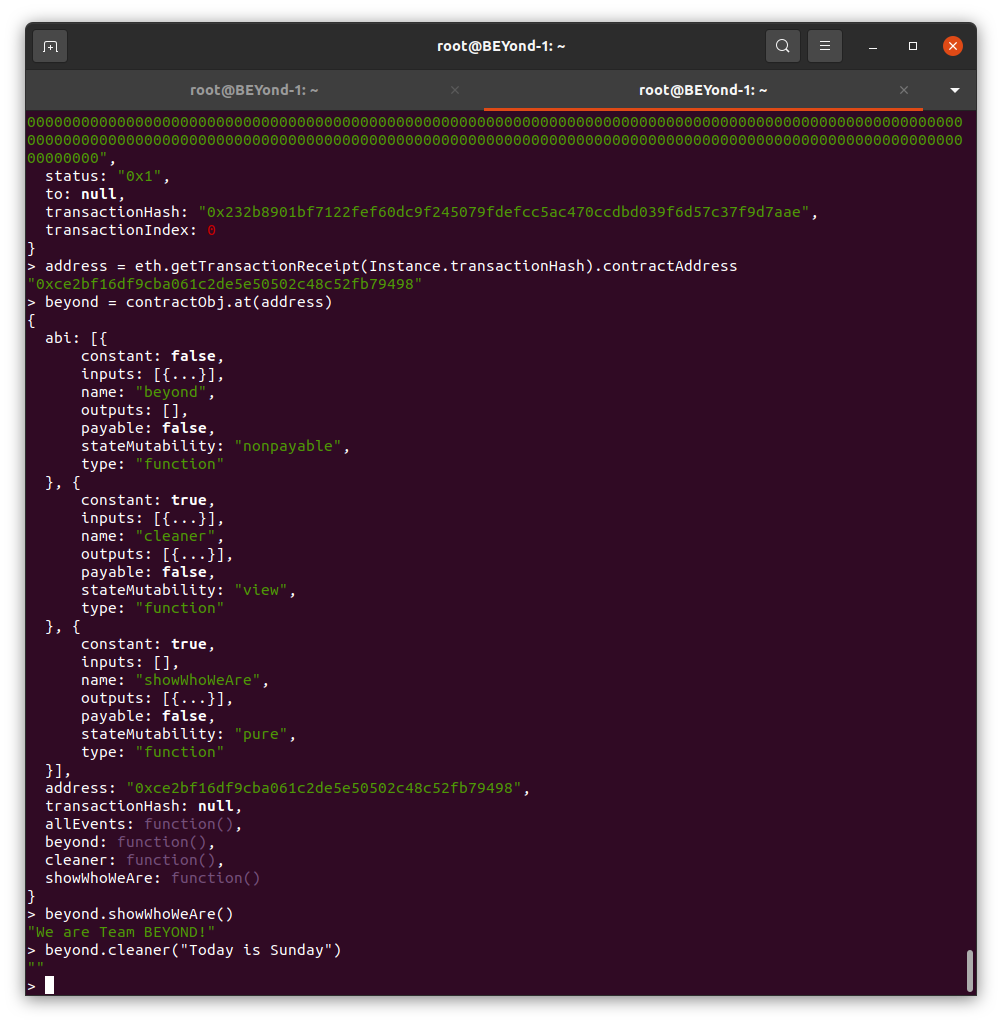 root@BEYond-1: ~
root@BEYond-1: ~
root@BEYond-1: ~
00000000000000000000000000000000000000000000000000000000000000000000000000000000000000000000000000000000
00000000000000000000000000000000000000000000000000000000000000000000000000000000000000000000000000000000
00000000",
  status: "0x1",
  to: null,
  transactionHash: "0x232b8901bf7122fef60dc9f245079fdefcc5ac470ccdbd039f6d57c37f9d7aae",
  transactionIndex: 0
}
> address = eth.getTransactionReceipt(Instance.transactionHash).contractAddress
"0xce2bf16df9cba061c2de5e50502c48c52fb79498"
> beyond = contractObj.at(address)
{
  abi: [{
      constant: false,
      inputs: [{...}],
      name: "beyond",
      outputs: [],
      payable: false,
      stateMutability: "nonpayable",
      type: "function"
  }, {
      constant: true,
      inputs: [{...}],
      name: "cleaner",
      outputs: [{...}],
      payable: false,
      stateMutability: "view",
      type: "function"
  }, {
      constant: true,
      inputs: [],
      name: "showWhoWeAre",
      outputs: [{...}],
      payable: false,
      stateMutability: "pure",
      type: "function"
  }],
  address: "0xce2bf16df9cba061c2de5e50502c48c52fb79498",
  transactionHash: null,
  allEvents: function(),
  beyond: function(),
  cleaner: function(),
  showWhoWeAre: function()
}
> beyond.showWhoWeAre()
"We are Team BEYOND!"
> beyond.cleaner("Today is Sunday")
""
>